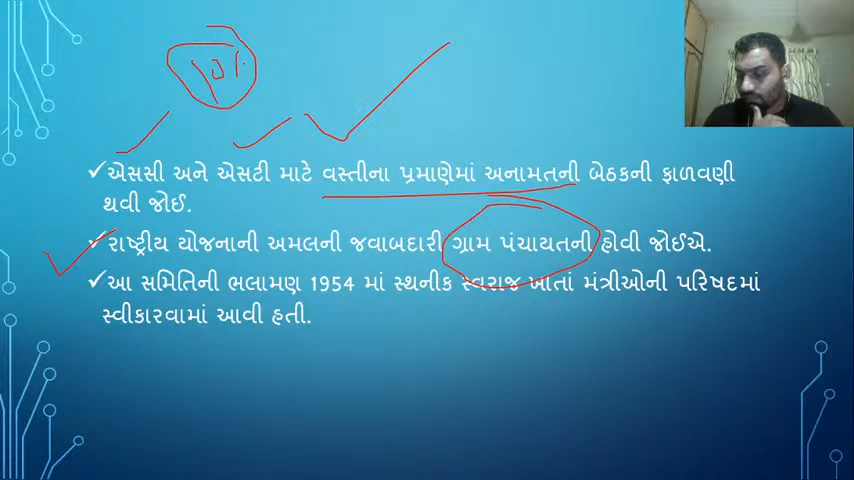 10%
✓એસસી અને એસટી માટે વસ્તીના પ્રમાણેમાં અનામતની બેઠકની ફાળવણી
થવી જોઈ.
✓રાષ્ટ્રીય યોજનાની અમલની જવાબદારી ગ્રામ પંચાયતની હોવી જોઈએ.
✓આ સમિતિની ભલામણ 1954 માં સ્થનીક સ્વરાજ ખાતાં મંત્રીઓની પરિષદમાં
સ્વીકારવામાં આવી હતી.